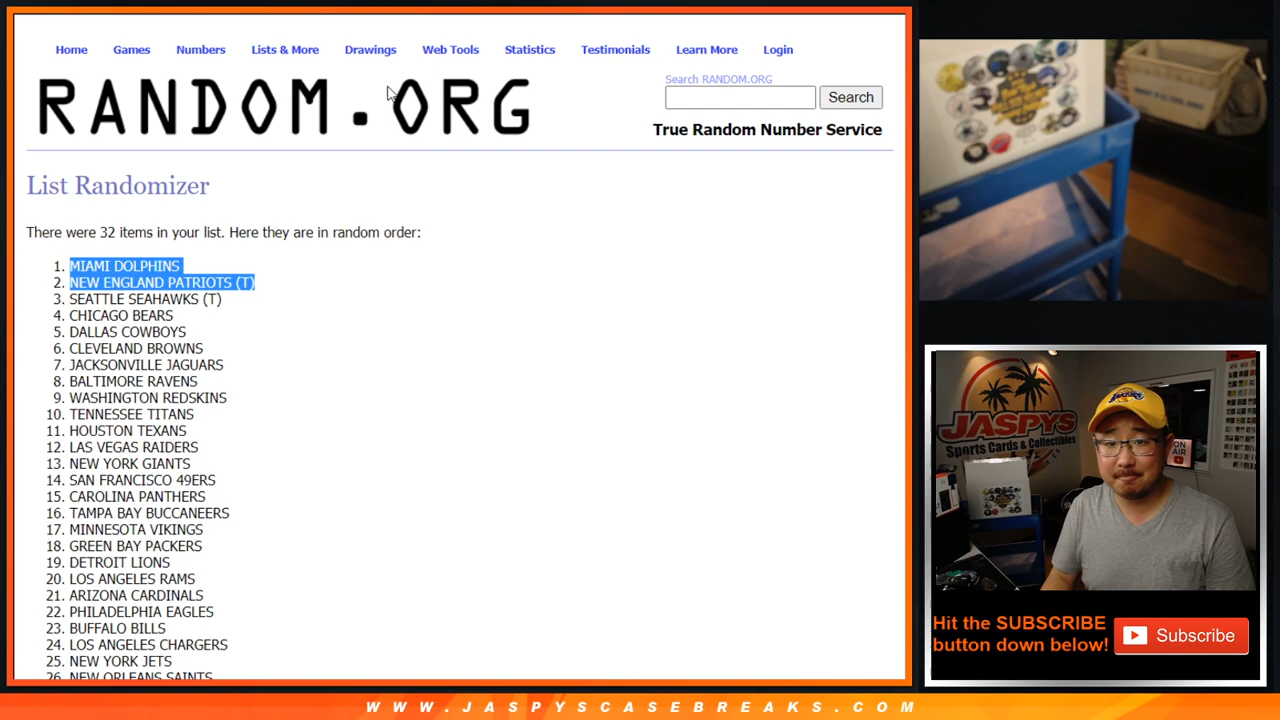 Home Games Numbers Lists & More Drawings Web Tools Statistics Testimonials Learn More Login
RANDOM.ORG
Search RANDOM.ORG
Search
True Random Number Service
List Randomizer
There were 32 items in your list. Here they are in random order:
1. MIAMI DOLPHINS
2. NEW ENGLAND PATRIOTS (T)
3. SEATTLE SEAHAWKS (T)
4. CHICAGO BEARS
5. DALLAS COWBOYS
6. CLEVELAND BROWNS
7. JACKSONVILLE JAGUARS
8. BALTIMORE RAVENS
9. WASHINGTON REDSKINS
10. TENNESSEE TITANS
11. HOUSTON TEXANS
12. LAS VEGAS RAIDERS
13. NEW YORK GIANTS
14. SAN FRANCISCO 49ERS
15. CAROLINA PANTHERS
16. TAMPA BAY BUCCANEERS
17. MINNESOTA VIKINGS
18. GREEN BAY PACKERS
19. DETROIT LIONS
20. LOS ANGELES RAMS
21. ARIZONA CARDINALS
22. PHILADELPHIA EAGLES
23. BUFFALO BILLS
24. LOS ANGELES CHARGERS
25. NEW YORK JETS
26. NEW ORLEANS SAINTS
JASPYS
Sports Cards & Collectibles
ON
AIR
Hit the SUBSCRIBE
button down below!
Subscribe
WWW.JASPYSCASEBREAKS.COM